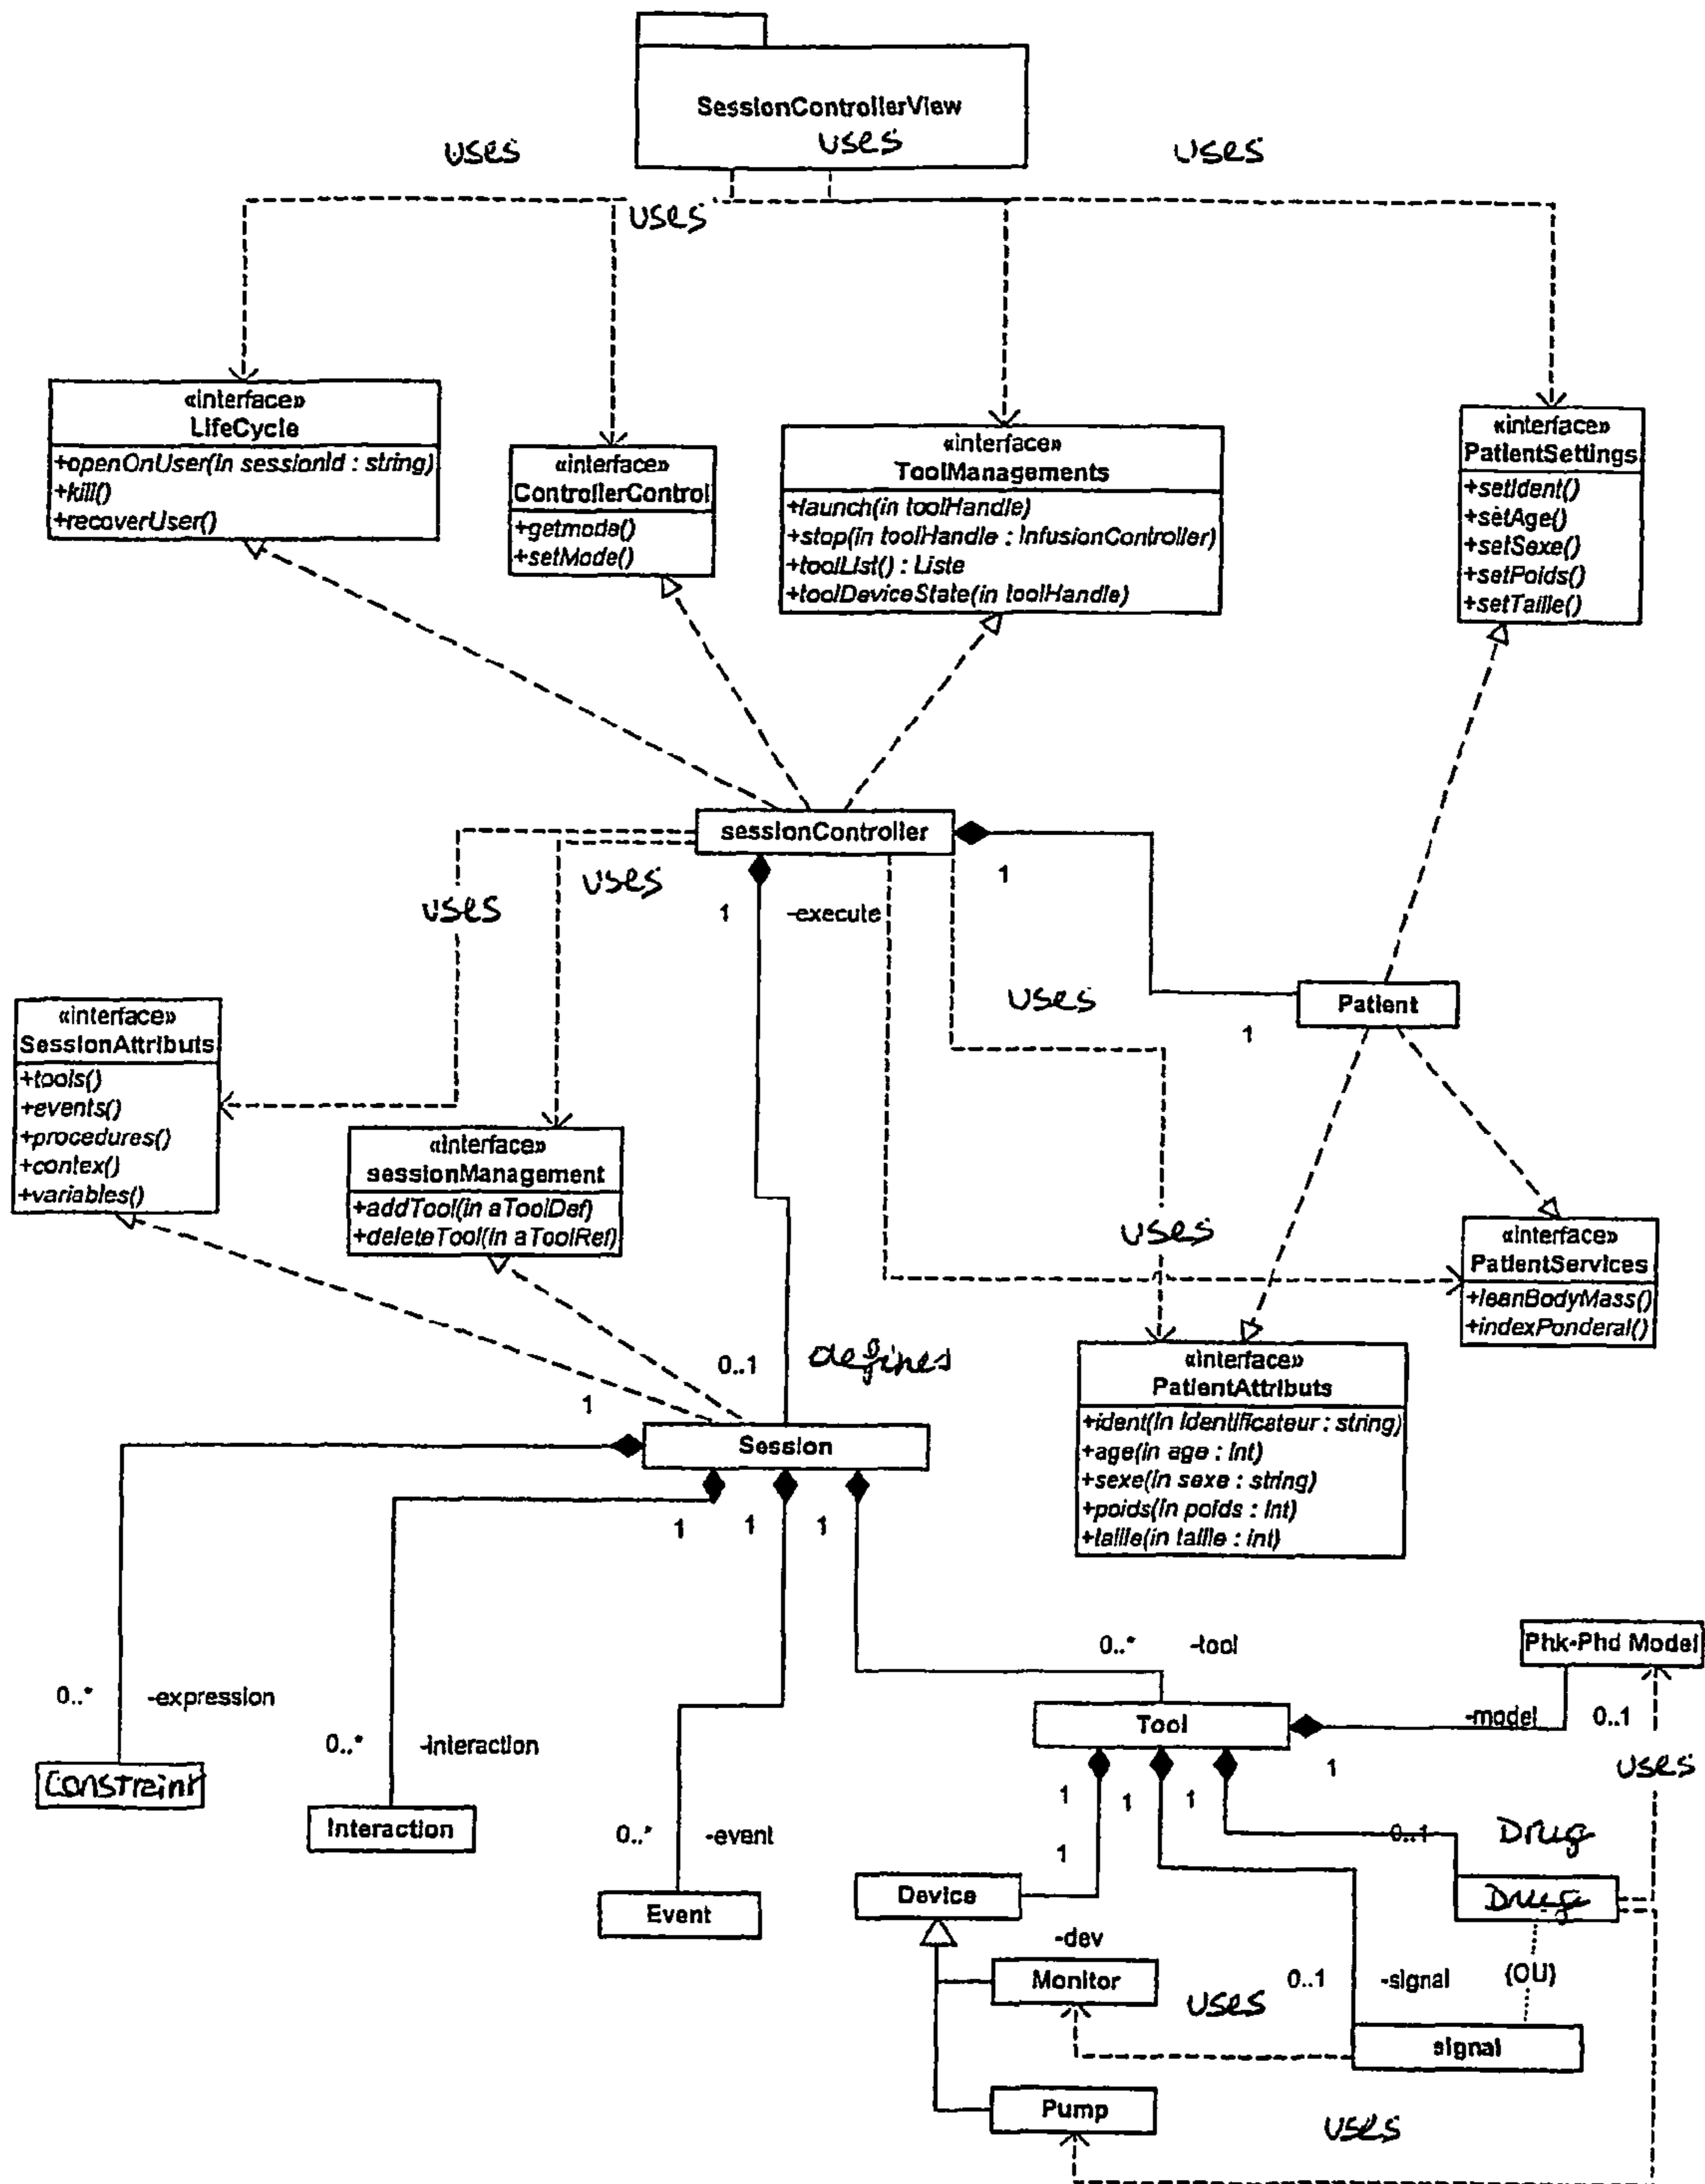 SessionControllerView
uses
uses
uses
uses
«interface»
LifeCycle
+openOnUser(in sessionId : string)
+kill()
+recoverUser()
«interface»
ControllerControl
+getmode()
+setMode()
«interface»
ToolManagements
+launch(in toolHandle)
+stop(in toolHandle : InfusionController)
+toolList() : Liste
+toolDeviceState(in toolHandle)
«interface»
PatientSettings
+setIdent()
+setAge()
+setSexe()
+setPoids()
+setTaille()
sessionController
1
uses
uses
1
-execute
uses
Patient
1
«interface»
SessionAttributs
+tools()
+events()
+procedures()
+contex()
+variables()
«interface»
sessionManagement
+addTool(in aToolDef)
+deleteTool(in aToolRef)
uses
«interface»
PatientServices
+leanBodyMass()
+indexPonderal()
0..1
defines
«interface»
PatientAttributs
+ident(in identificateur : string)
+age(in age : int)
+sexe(in sexe : string)
+poids(in poids : int)
+taille(in taille : int)
1
Session
1
1
1
0..*
-tool
Phk-Phd Model
0..*
-expression
Tool
-model
0..1
0..*
-interaction
1
uses
Constraint
1
1
1
Interaction
0..*
-event
1
0..1
Drug
Device
Drug
Event
-dev
Monitor
0..1
-signal
{OU}
uses
signal
Pump
uses